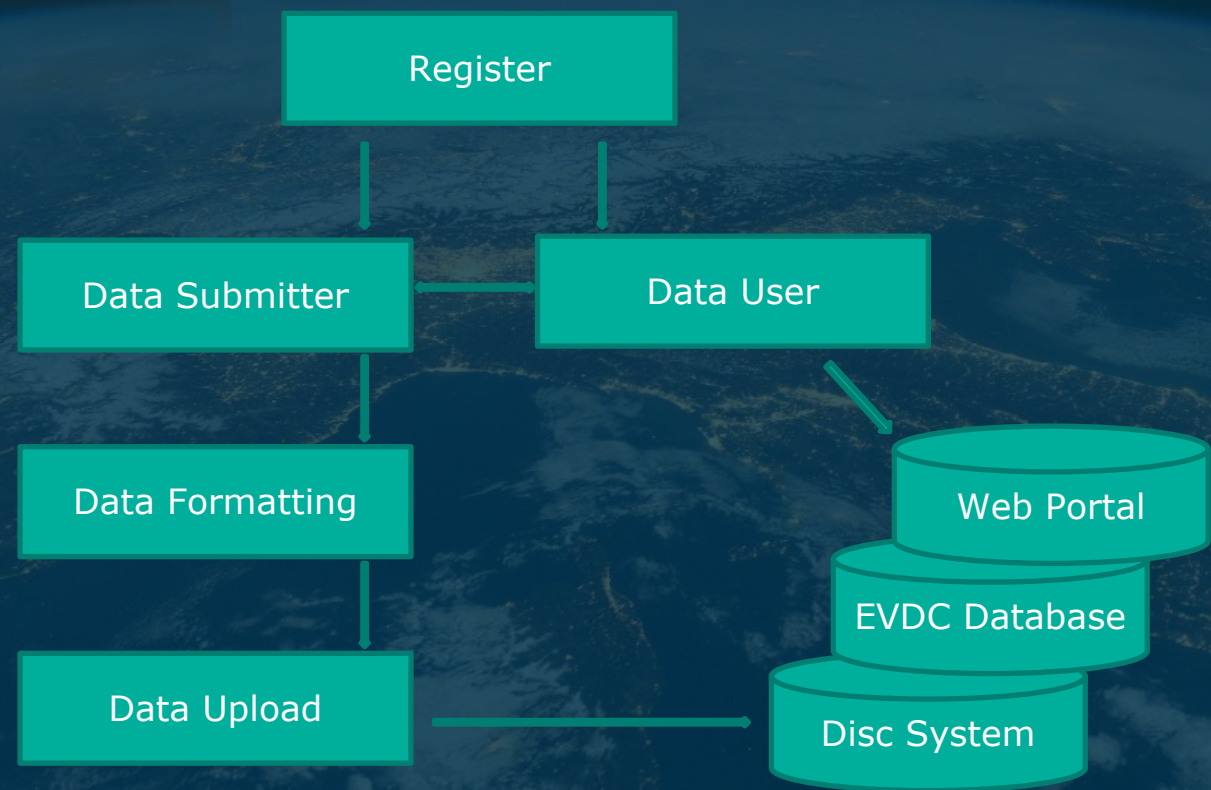 Register
Data Submitter
Data User
Data Formatting
Web Portal
EVDC Database
Data Upload
Disc System